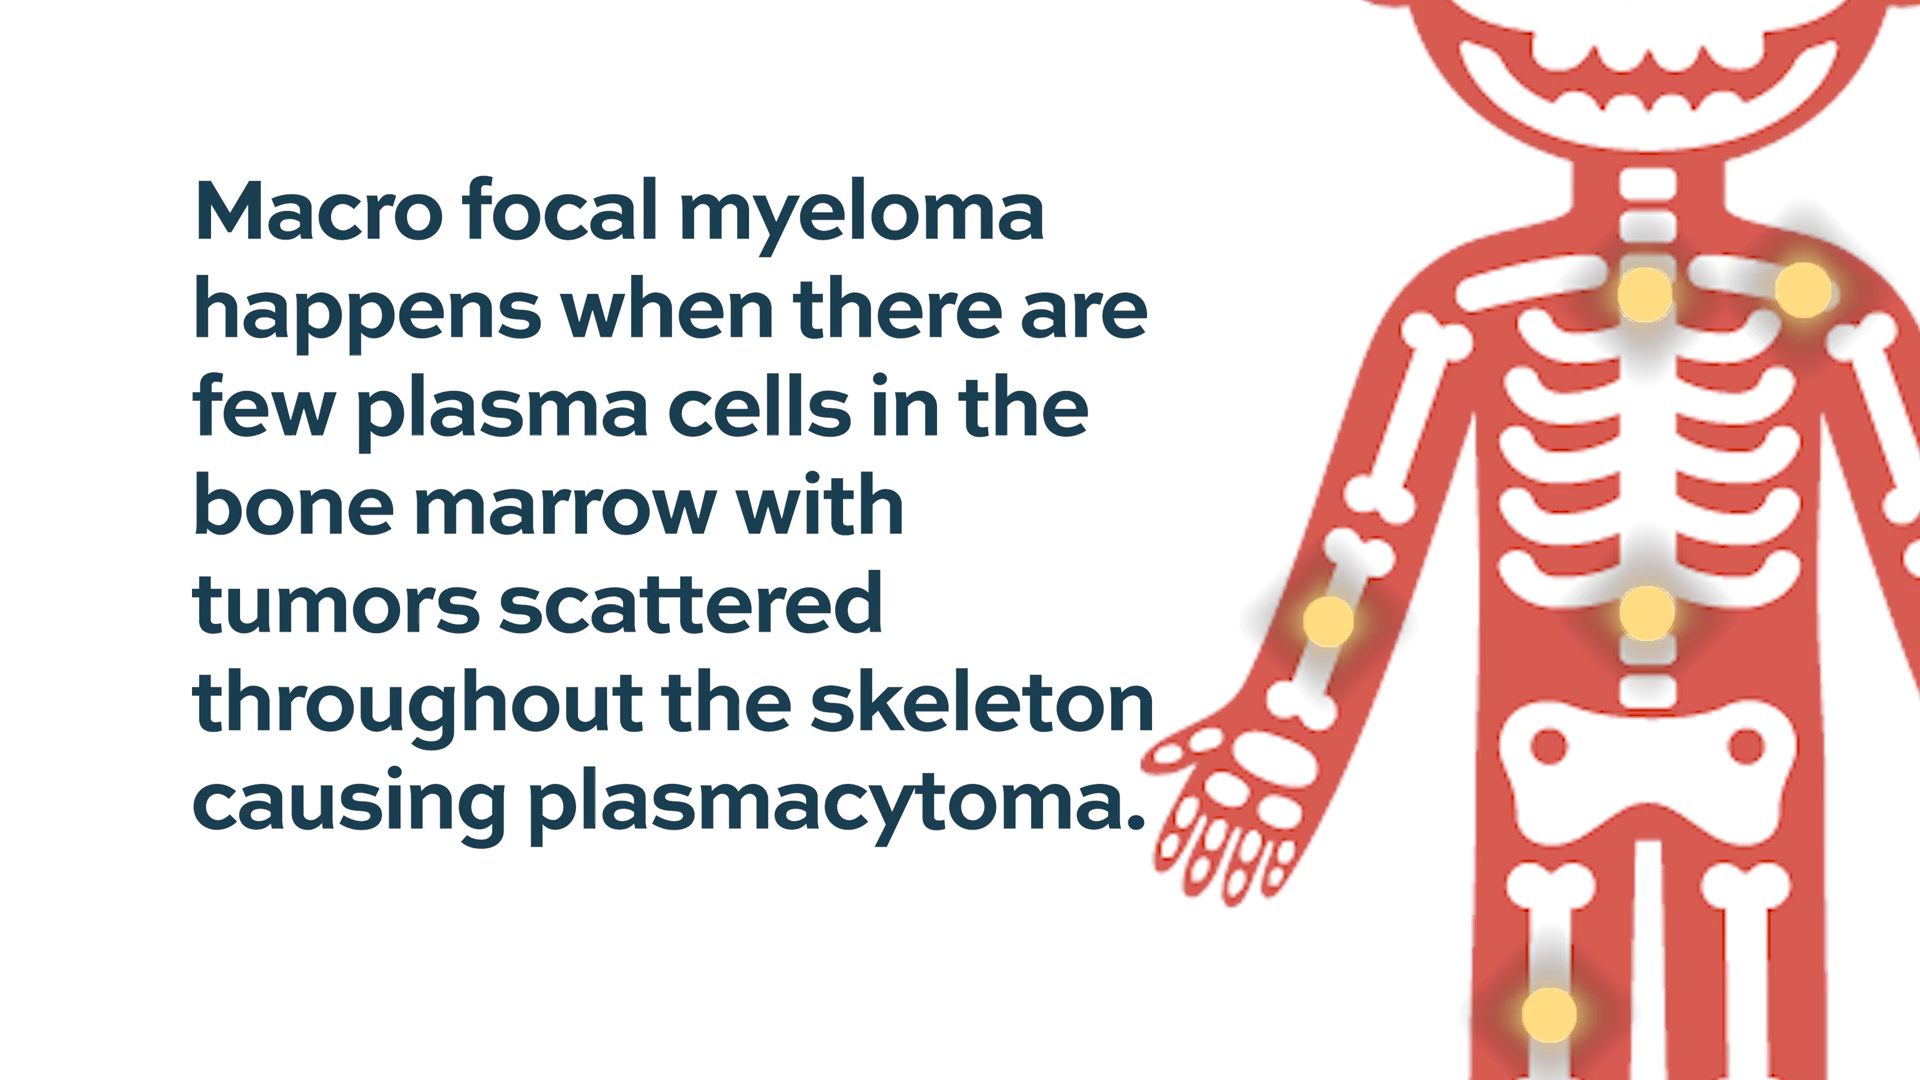 Macro focal myeloma
happens when there are
few plasma cells in the
bone marrow with
tumors scattered
throughout the skeleton
causing plasmacytoma.